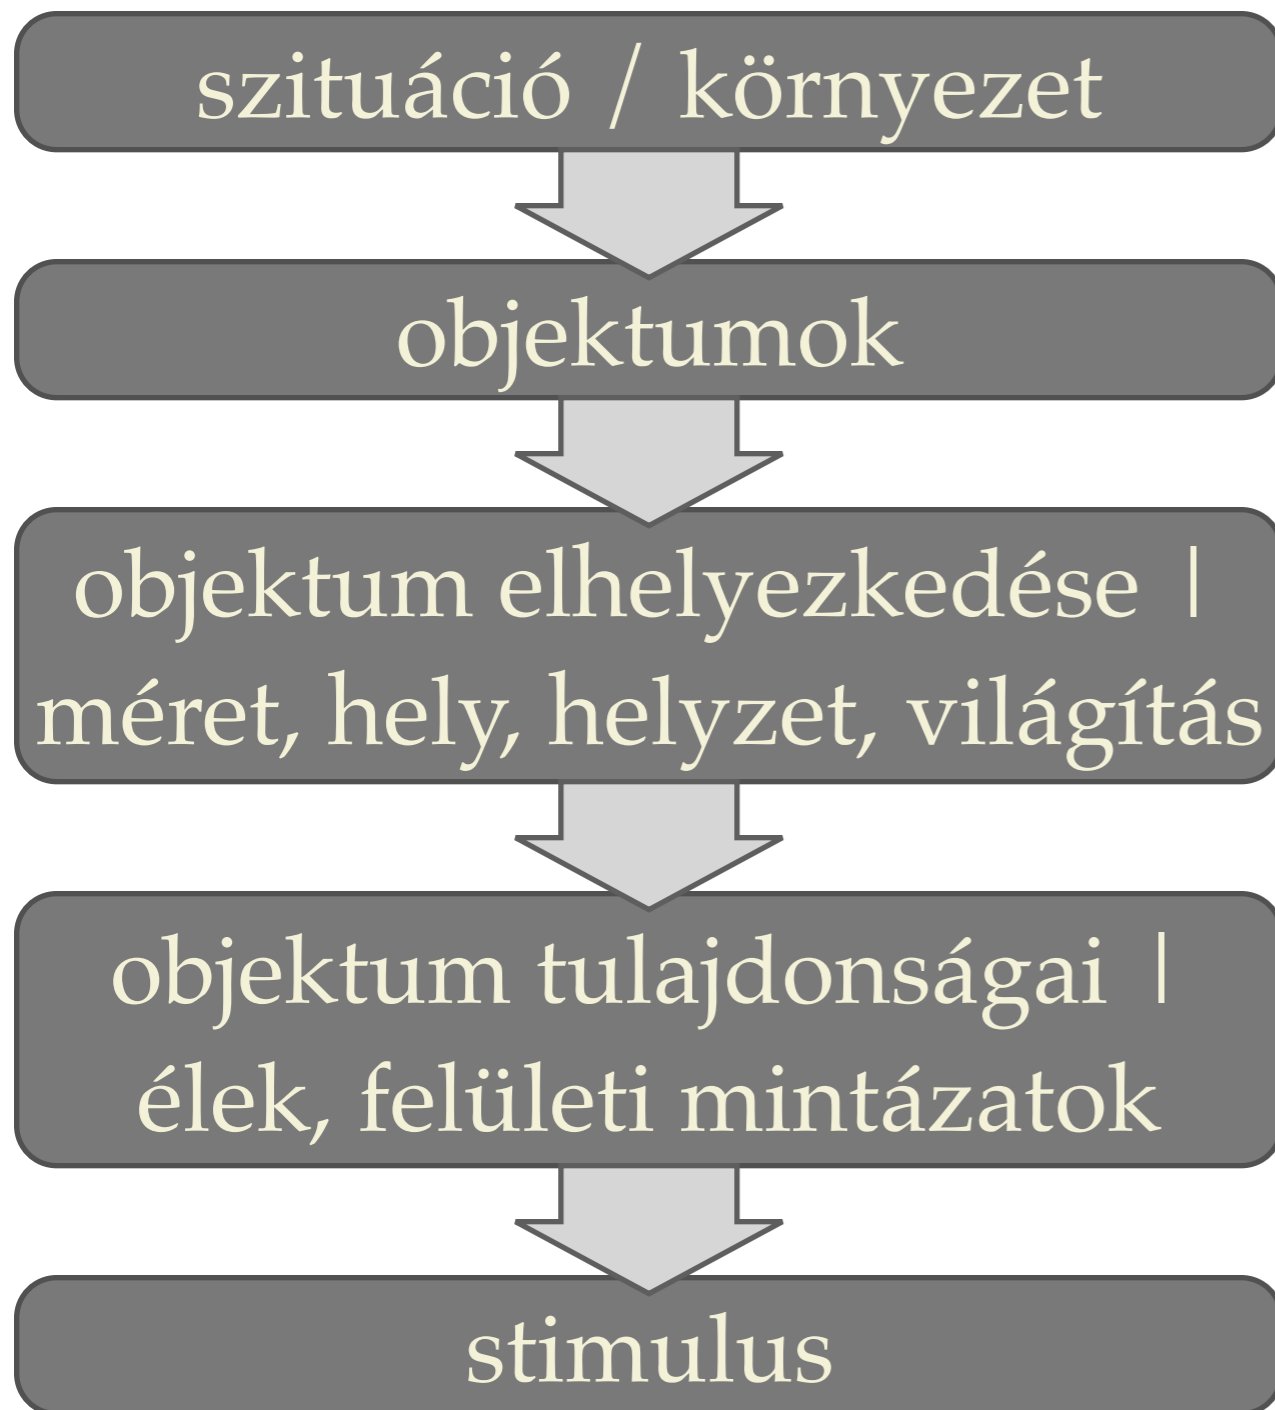 szituáció / környezet
objektumok
objektum elhelyezkedése |
méret, hely, helyzet, világítás
objektum tulajdonságai |
élek, felületi mintázatok
stimulus